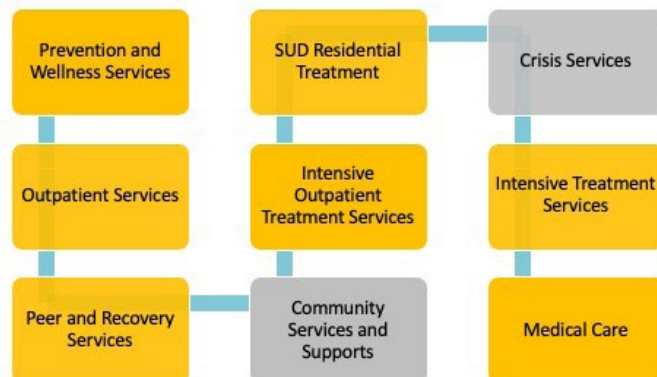 Prevention and
Wellness Services
Outpatient Services
Peer and Recovery
Services
Community
Services and
Supports
Intensive
Outpatient
Treatment Services
SUD Residential
Treatment
Crisis Services
Intensive Treatment
Services
Medical Care